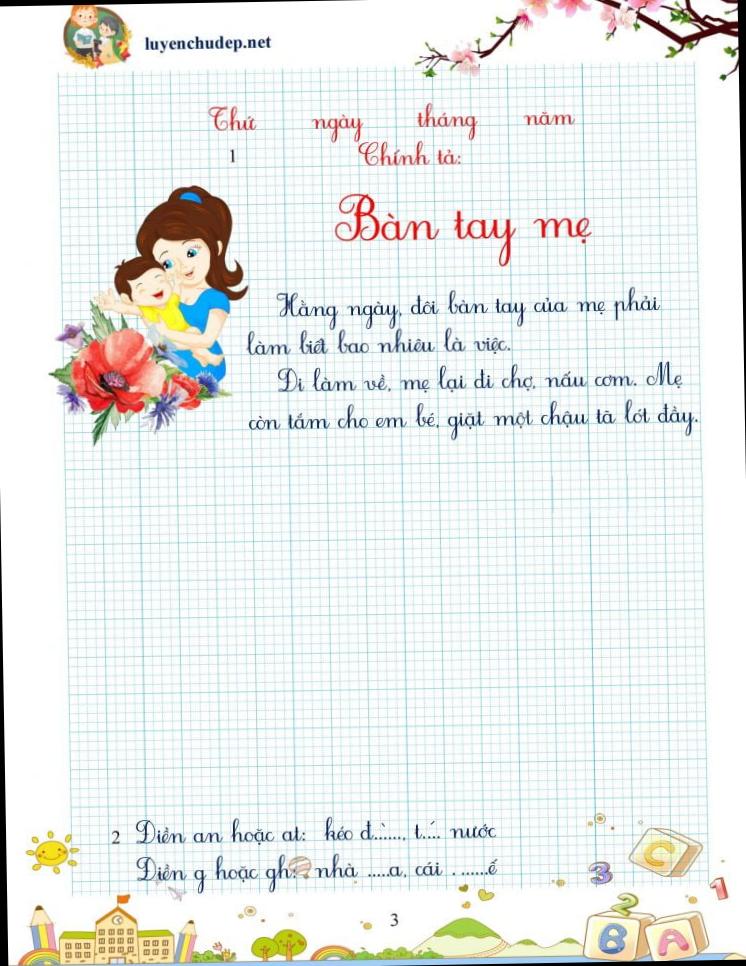 luyenchudep.net
Thứ ngày tháng năm
1 Chính tả:
Bàn tay mẹ
Hằng ngày, đôi bàn tay của mẹ phải
làm biết bao nhiêu là việc.
Đi làm về, mẹ lại đi chợ, nấu cơm. Mẹ
còn tắm cho em bé, giặt một chậu tã lót đầy.
2 Điền an hoặc at: kéo đ...̀..., t...́. nước
Điền g hoặc gh: nhà .....a, cái . ......ế
3
C
3
2
1
B
A